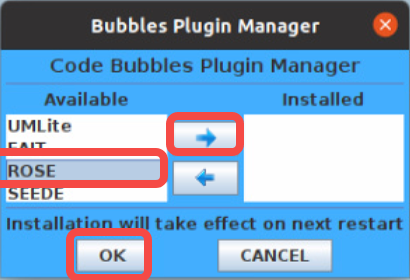 Bubbles Plugin Manager
Code Bubbles Plugin Manager
Available Installed
UMLite
FAIT
ROSE
SEEDE
Installation will take effect on next restart
OK CANCEL